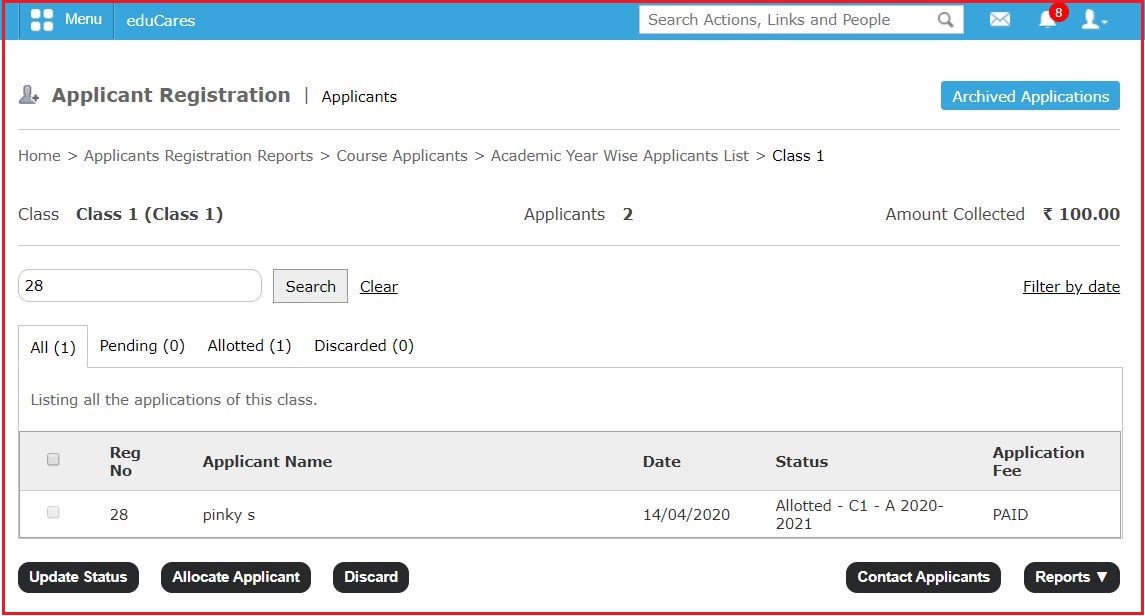 Menu eduCares Search Actions, Links and People 8
Applicant Registration | Applicants Archived Applications
Home > Applicants Registration Reports > Course Applicants > Academic Year Wise Applicants List > Class 1
Class Class 1 (Class 1) Applicants 2 Amount Collected ₹ 100.00
28 Search Clear Filter by date
All (1) Pending (0) Allotted (1) Discarded (0)
Listing all the applications of this class.
Reg
No Applicant Name Date Status Application
Fee
28 pinky s 14/04/2020 Allotted - C1 - A 2020-
2021 PAID
Update Status Allocate Applicant Discard Contact Applicants Reports ▼